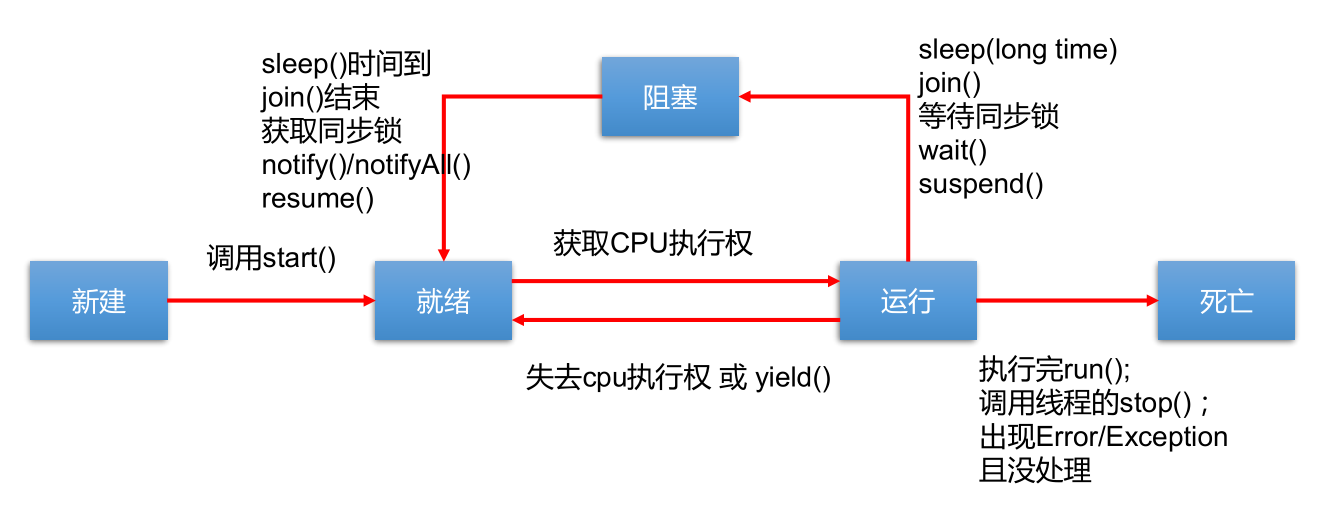 sleep()时间到
join()结束
获取同步锁
notify()/notifyAll()
resume()
阻塞
sleep(long time)
join()
等待同步锁
wait()
suspend()
调用start()
获取CPU执行权
新建
就绪
运行
死亡
失去cpu执行权 或 yield()
执行完run();
调用线程的stop() ;
出现Error/Exception
且没处理